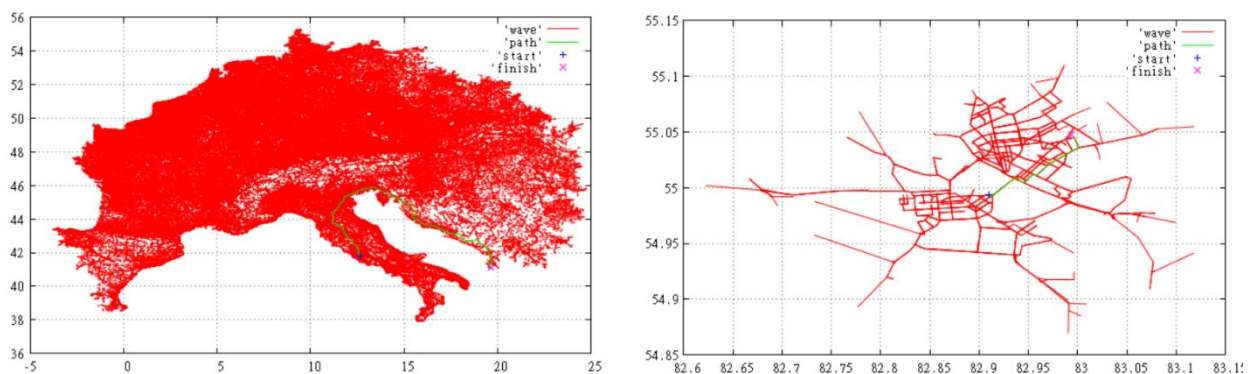 56
54
52
50
48
46
44
42
40
38
36
-5 0 5 10 15 20 25
'wave'
'path'
'start'
'finish'
55.15
55.1
55.05
55
54.95
54.9
54.85
82.6 82.65 82.7 82.75 82.8 82.85 82.9 82.95 83 83.05 83.1 83.15
'wave'
'path'
'start'
'finish'